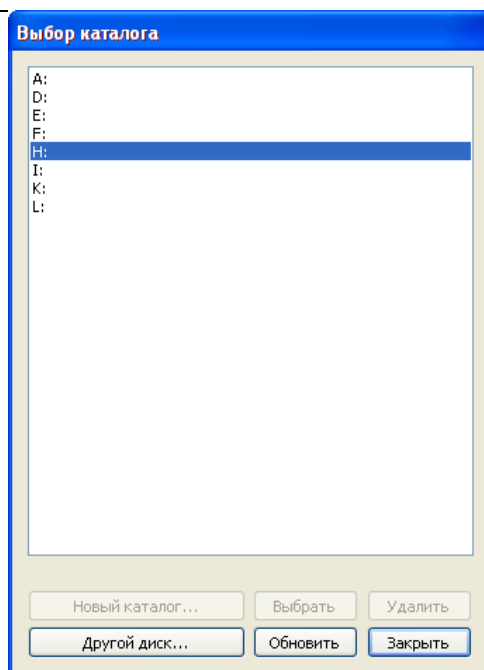 Выбор каталога
A:
D:
E:
F:
H:
I:
K:
L:
Новый каталог... Выбрать Удалить
Другой диск... Обновить Закрыть